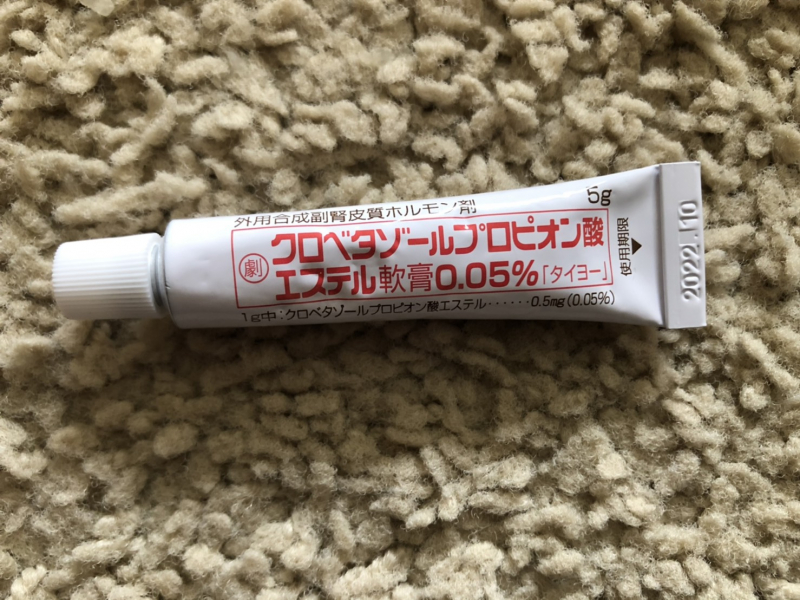 5g
外用合成副腎皮質ホルモン剤
劇
クロベタゾールプロピオン酸
エステル軟膏0.05%「タイヨー」
1g中:クロベタゾールプロピオン酸エステル······0.5mg(0.05%)
使用期限
2022.10